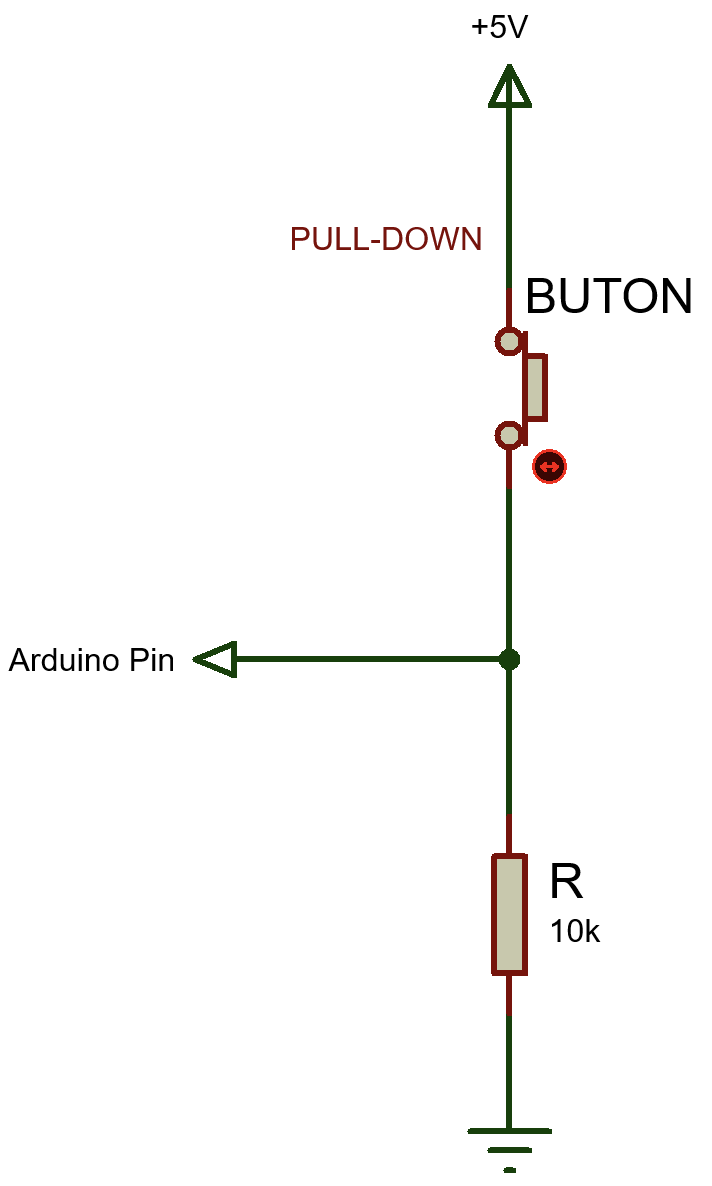 +5V
PULL-DOWN
BUTON
Arduino Pin
R
10k